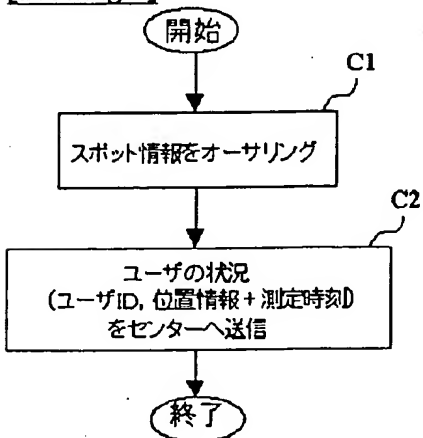 開始
C1
スポット情報をオーサリング
C2
ユーザの状況
(ユーザID, 位置情報+測定時刻)
をセンターへ送信
終了